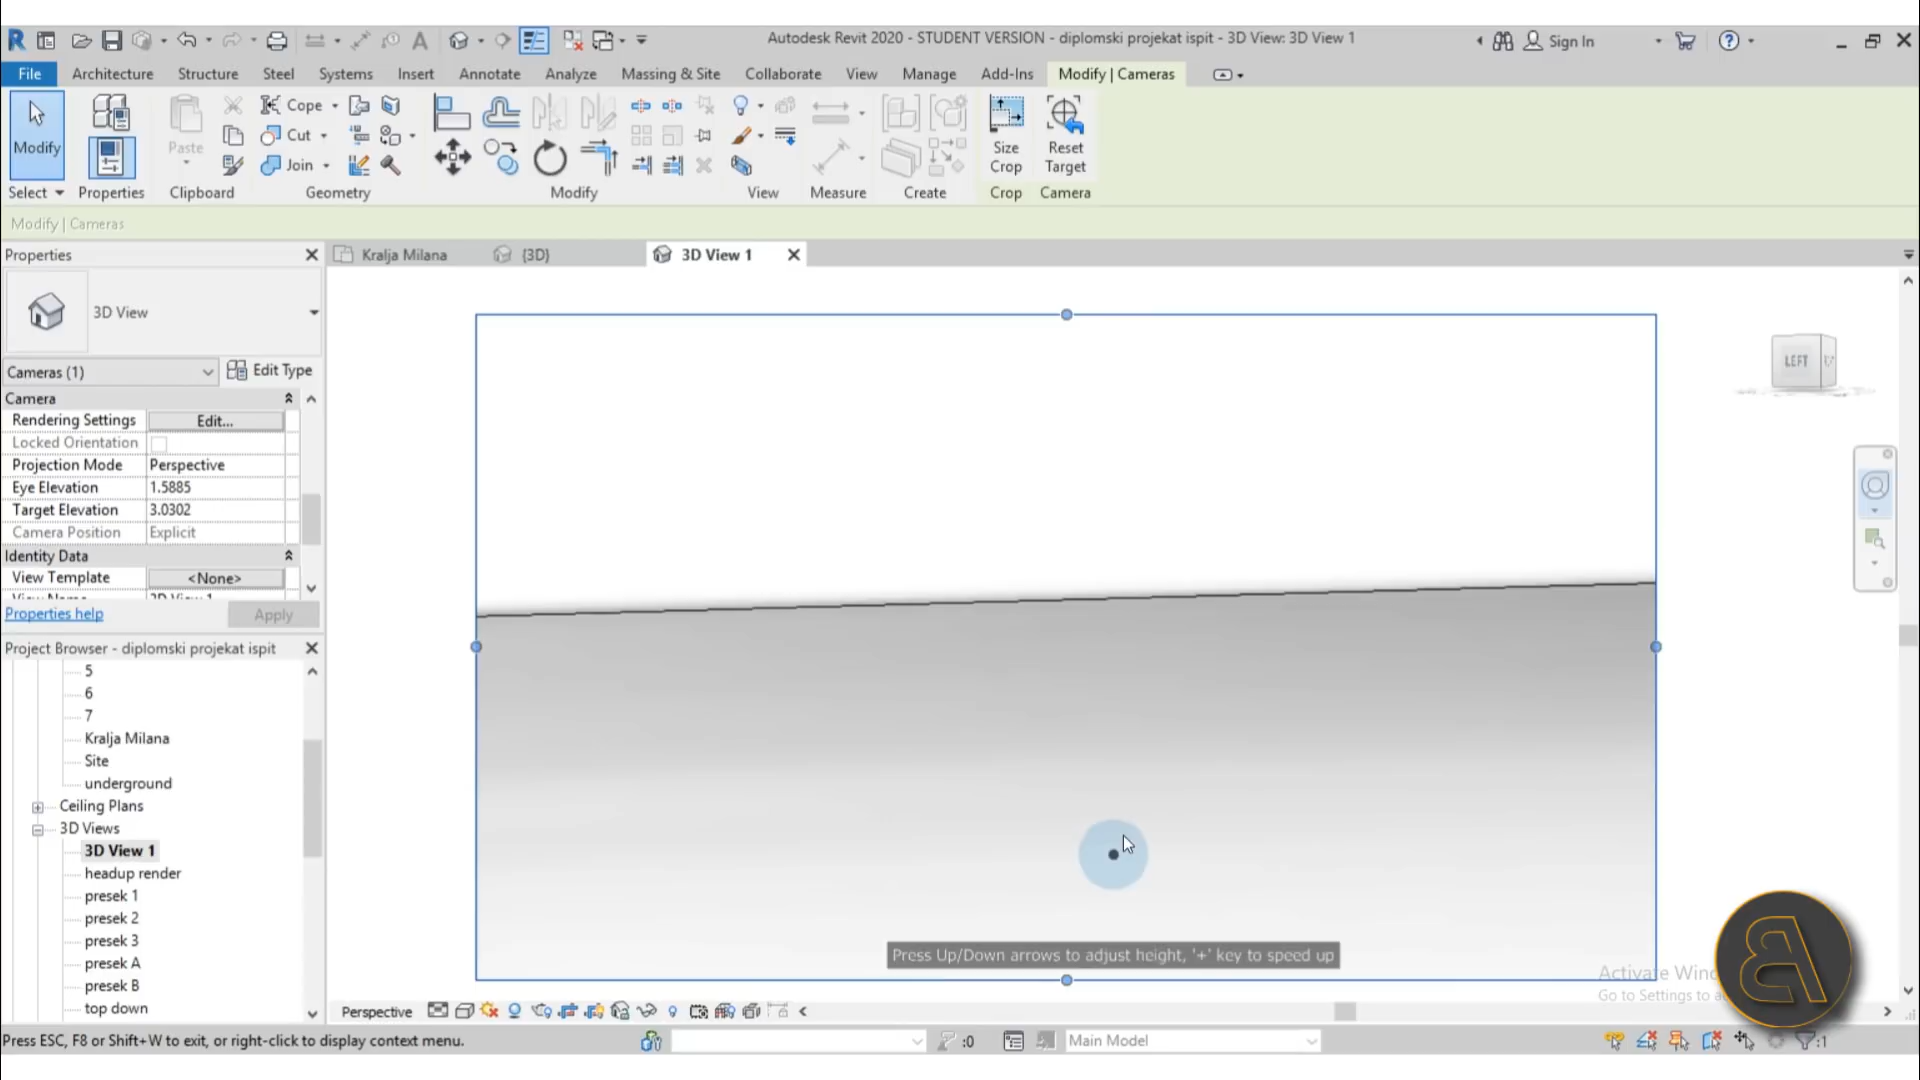 Autodesk Revit 2020 - STUDENT VERSION - diplomski projekat ispit - 3D View: 3D View 1
Sign In
File Architecture Structure Steel Systems Insert Annotate Analyze Massing & Site Collaborate View Manage Add-Ins Modify | Cameras
Modify
Paste
Cope
Cut
Join
Size Crop
Reset Target
Select Properties Clipboard Geometry Modify View Measure Create Crop Camera
Modify | Cameras
Properties
Kralja Milana {3D} 3D View 1
3D View
Cameras (1) Edit Type
Camera
Rendering Settings Edit...
Locked Orientation
Projection Mode Perspective
Eye Elevation 1.5885
Target Elevation 3.0302
Camera Position Explicit
Identity Data
View Template <None>
View Name 3D View 1
Properties help Apply
Project Browser - diplomski projekat ispit
5
6
7
Kralja Milana
Site
underground
Ceiling Plans
3D Views
3D View 1
headup render
presek 1
presek 2
presek 3
presek A
presek B
top down
LEFT
Press Up/Down arrows to adjust height, '+' key to speed up
Activate Wind
Go to Settings to a
Perspective
Press ESC, F8 or Shift+W to exit, or right-click to display context menu.
:0
Main Model
:1